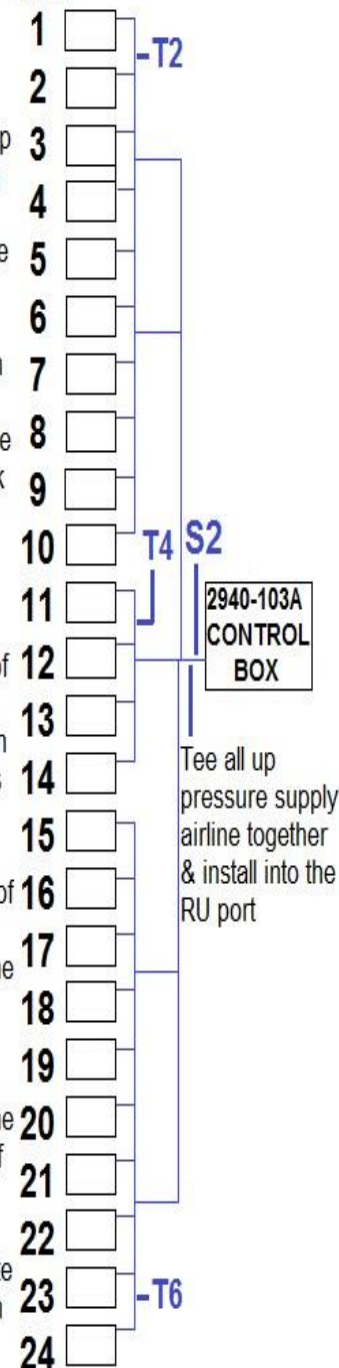 1
-T2
2
3
4
5
6
7
8
9
10
T4 S2
11
2940-103A
CONTROL
BOX
of 12
13
14
Tee all up
pressure supply
airline together
& install into the
RU port
15
of 16
17
18
19
20
21
22
23
-T6
24